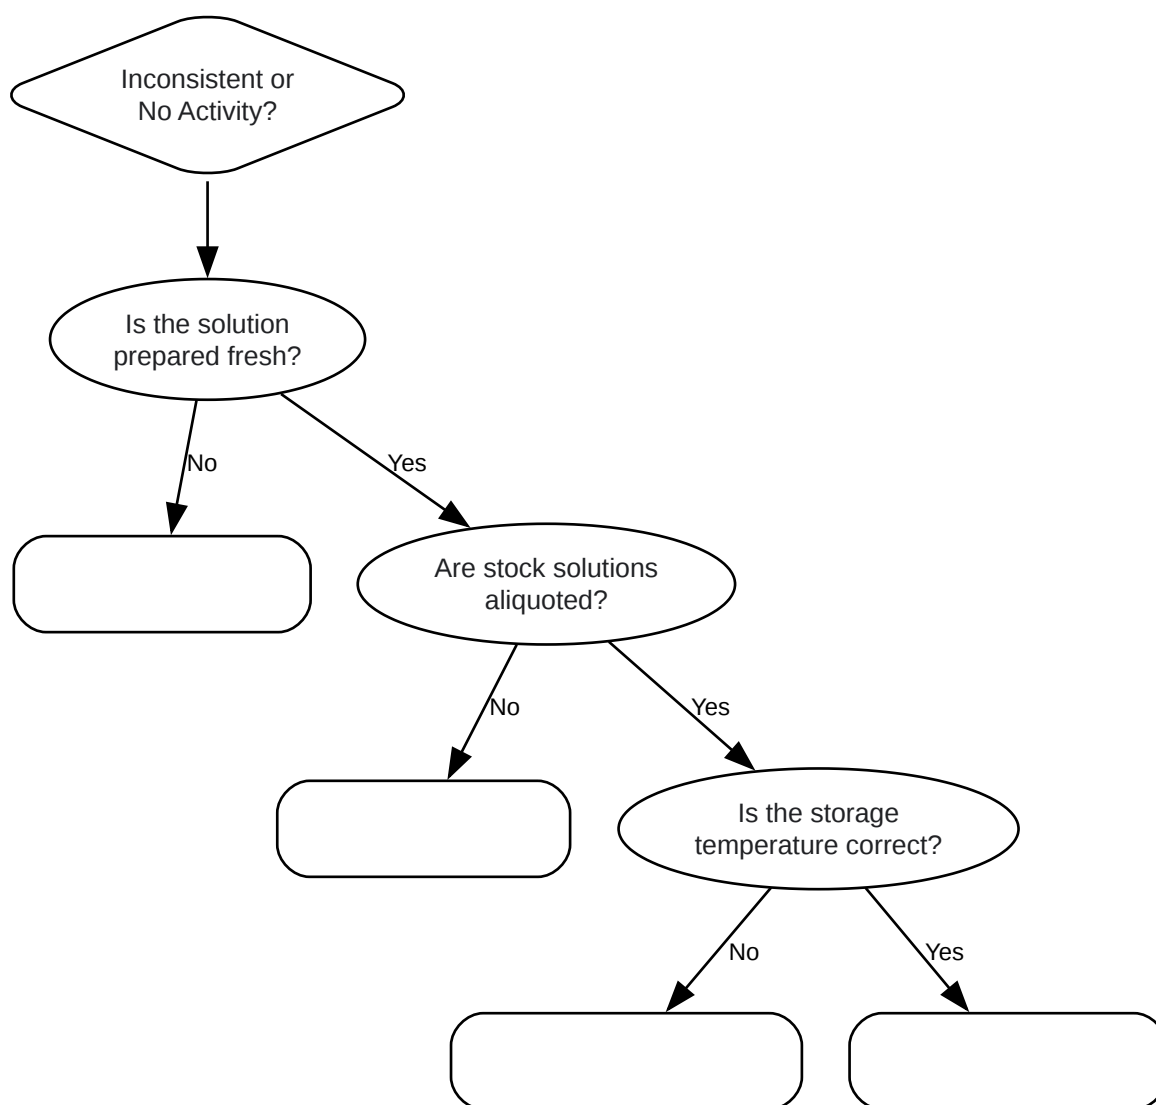 Inconsistent or
No Activity?
Is the solution
prepared fresh?
No
Yes
Are stock solutions
aliquoted?
No
Yes
Is the storage
temperature correct?
No
Yes